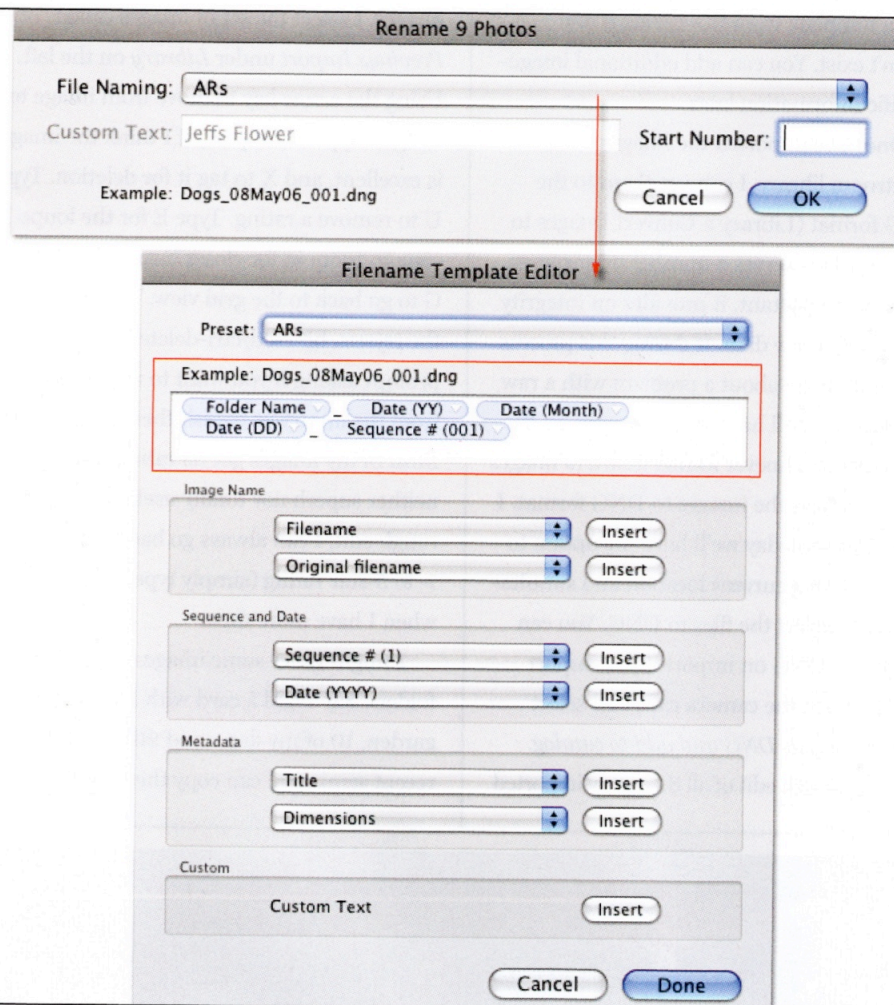 Rename 9 Photos
File Naming: ARs
Custom Text: Jeffs Flower Start Number:
Example: Dogs_08May06_001.dng Cancel OK
Filename Template Editor
Preset: ARs
Example: Dogs_08May06_001.dng
Folder Name _ Date (YY) Date (Month)
Date (DD) _ Sequence # (001)
Image Name
Filename Insert
Original filename Insert
Sequence and Date
Sequence # (1) Insert
Date (YYYY) Insert
Metadata
Title Insert
Dimensions Insert
Custom
Custom Text Insert
Cancel Done